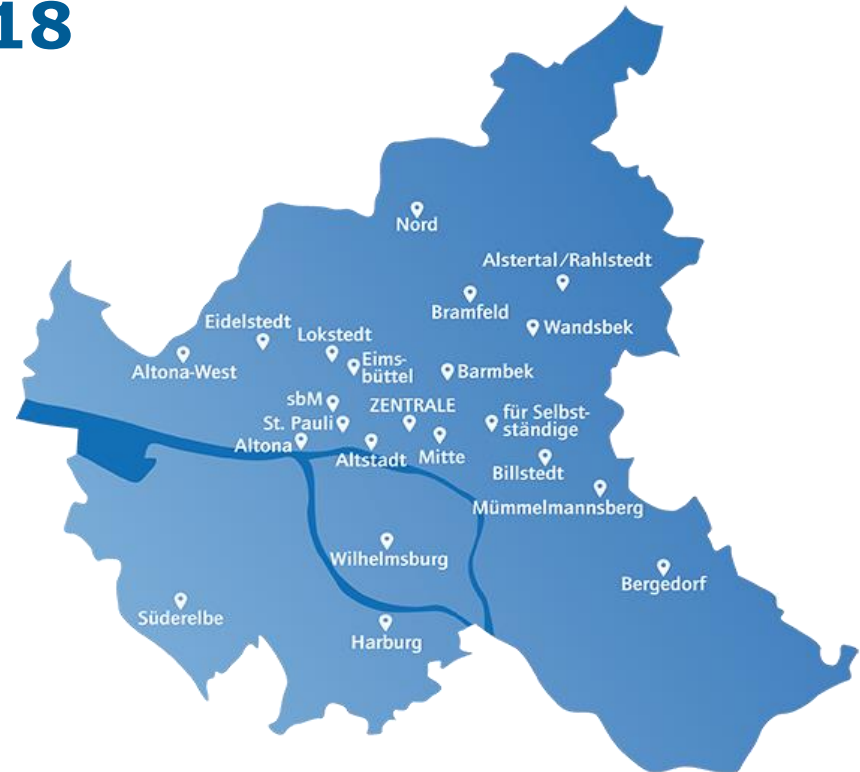 18
Nord
Alstertal/Rahlstedt
Bramfeld
Wandsbek
Eidelstedt
Lokstedt
Altona-West
Eims-
büttel
Barmbek
sbM
ZENTRALE
für Selbst-
ständige
St. Pauli
Altona
Altstadt
Mitte
Billstedt
Mümmelmannsberg
Wilhelmsburg
Bergedorf
Süderelbe
Harburg